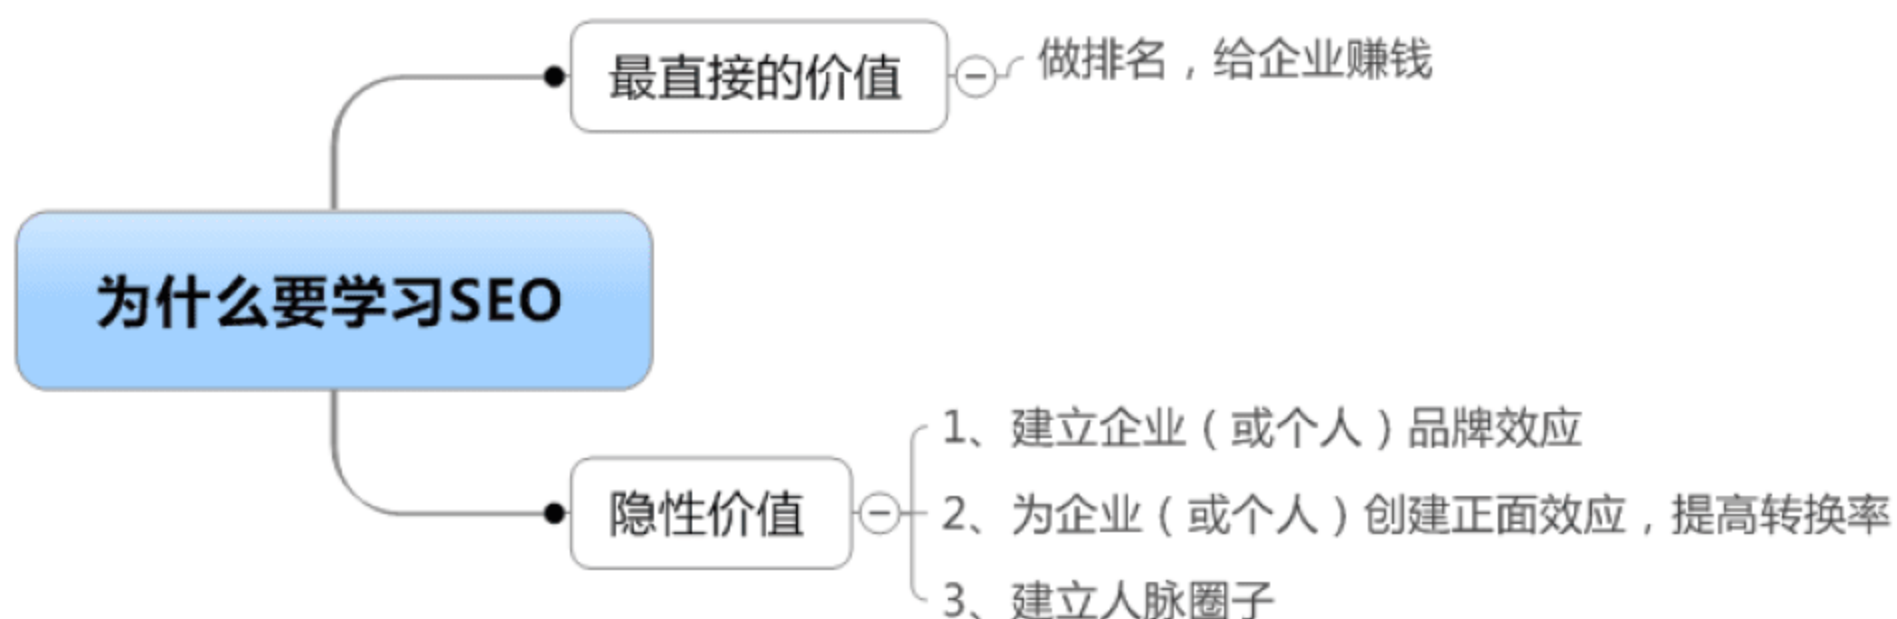 最直接的价值
做排名，给企业赚钱
为什么要学习SEO
隐性价值
1、建立企业（或个人）品牌效应
2、为企业（或个人）创建正面效应，提高转换率
3、建立人脉圈子